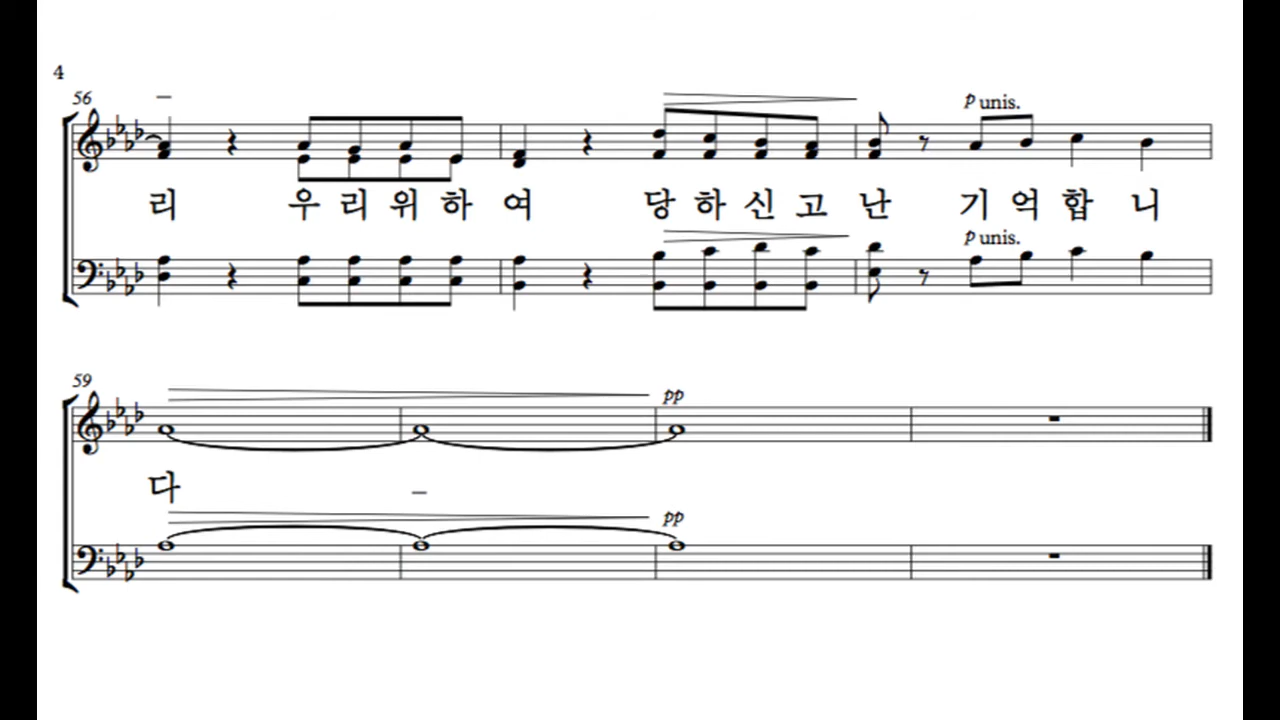 4
56
p unis.
리 우 리 위 하 여 당 하 신 고 난 기 억 합 니
p unis.
59
pp
다
pp